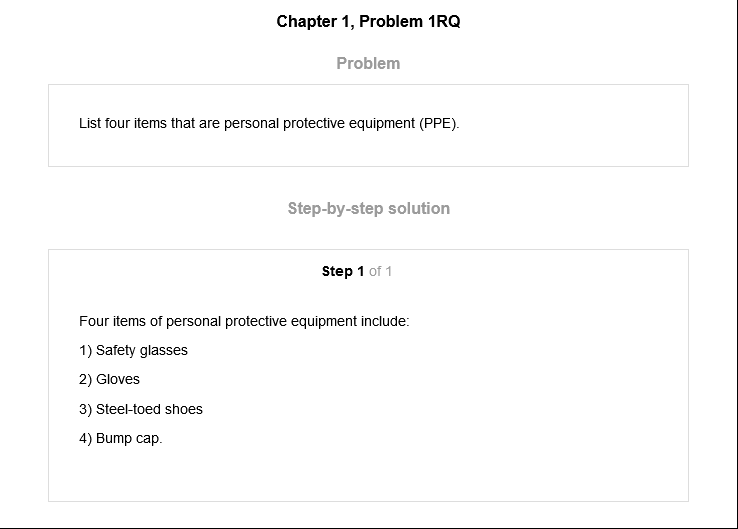 Chapter 1, Problem 1RQ
Problem
List four items that are personal protective equipment (PPE).
Step-by-step solution
Step 1 of 1
Four items of personal protective equipment include:
1) Safety glasses
2) Gloves
3) Steel-toed shoes
4) Bump cap.